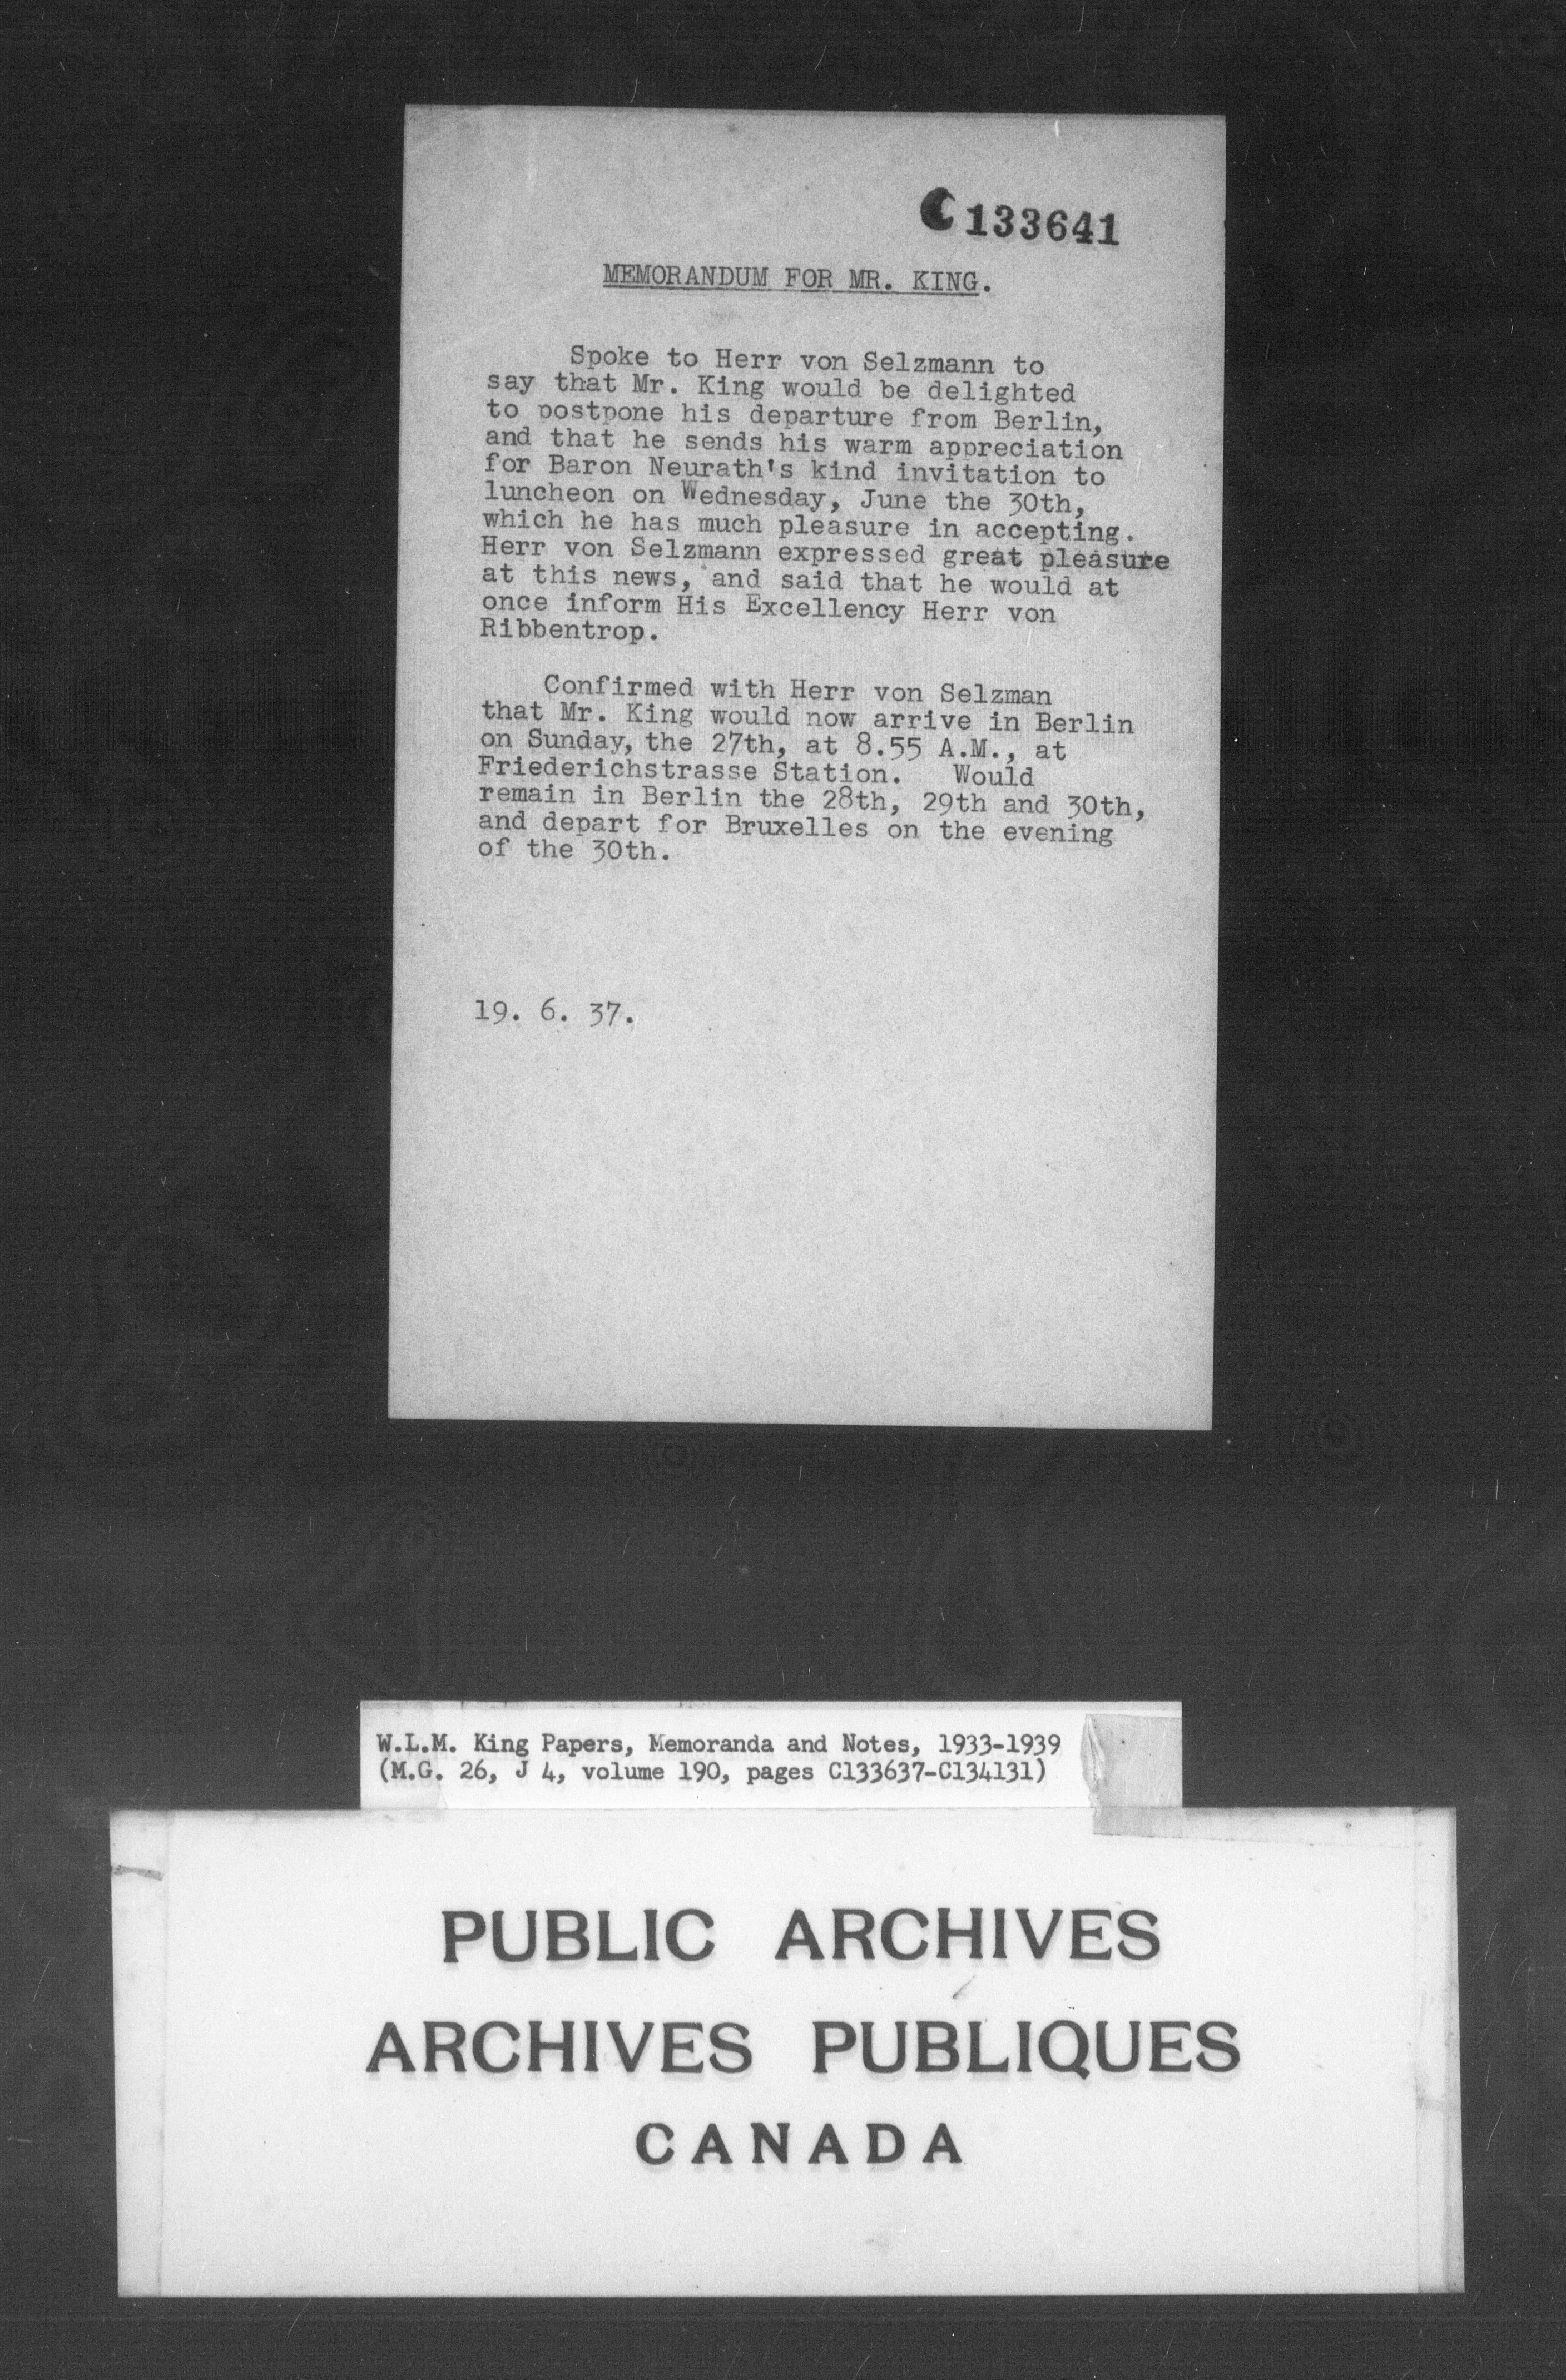 C133641
MEMORANDUM FOR MR. KING.
Spoke to Herr von Selzmann to
say that Mr. King would be delighted
to postpone his departure from Berlin,
and that he sends his warm appreciation
for Baron Neurath's kind invitation to
luncheon on Wednesday, June the 30th,
which he has much pleasure in accepting.
Herr von Selzmann expressed great pleasure
at this news, and said that he would at
once inform His Excellency Herr von
Ribbentrop.
Confirmed with Herr von Selzman
that Mr. King would now arrive in Berlin
on Sunday, the 27th, at 8.55 A.M., at
Friederichstrasse Station. Would
remain in Berlin the 28th, 29th and 30th,
and depart for Bruxelles on the evening
of the 30th.
19. 6. 37.
W.L.M. King Papers, Memoranda and Notes, 1933-1939
(M.G. 26, J 4, volume 190, pages C133637-C134131)
PUBLIC ARCHIVES
ARCHIVES PUBLIQUES
CANADA